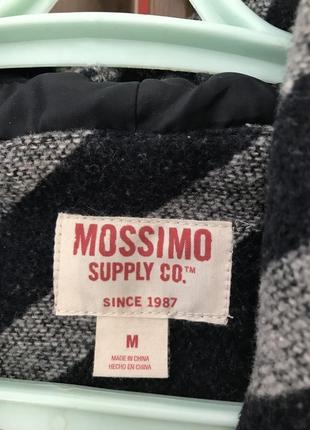 MOSSIMO
SUPPLY CO.™
SINCE 1987
M
MADE IN CHINA
HECHO EN CHINA